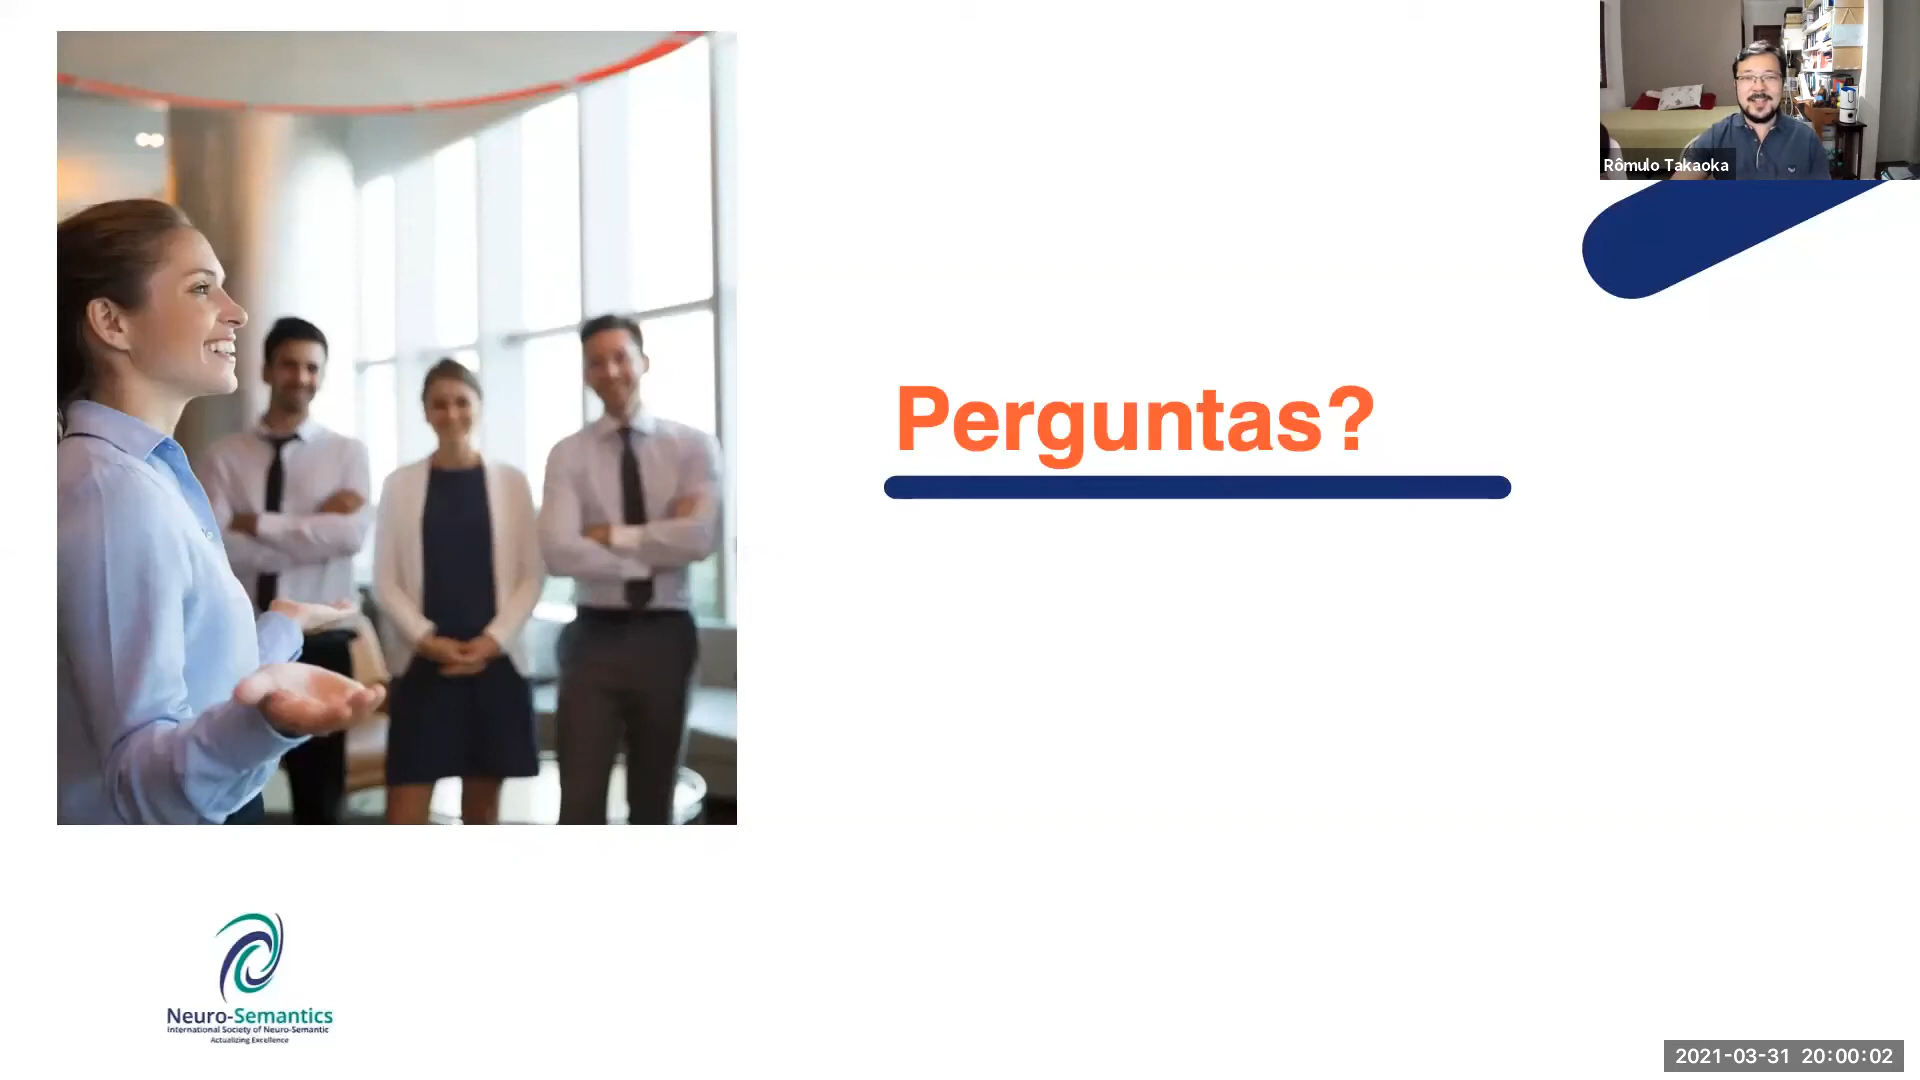 Rômulo Takaoka
Perguntas?
Neuro-Semantics
International Society of Neuro-Semantic
Actualizing Excellence
2021-03-31 20:00:02